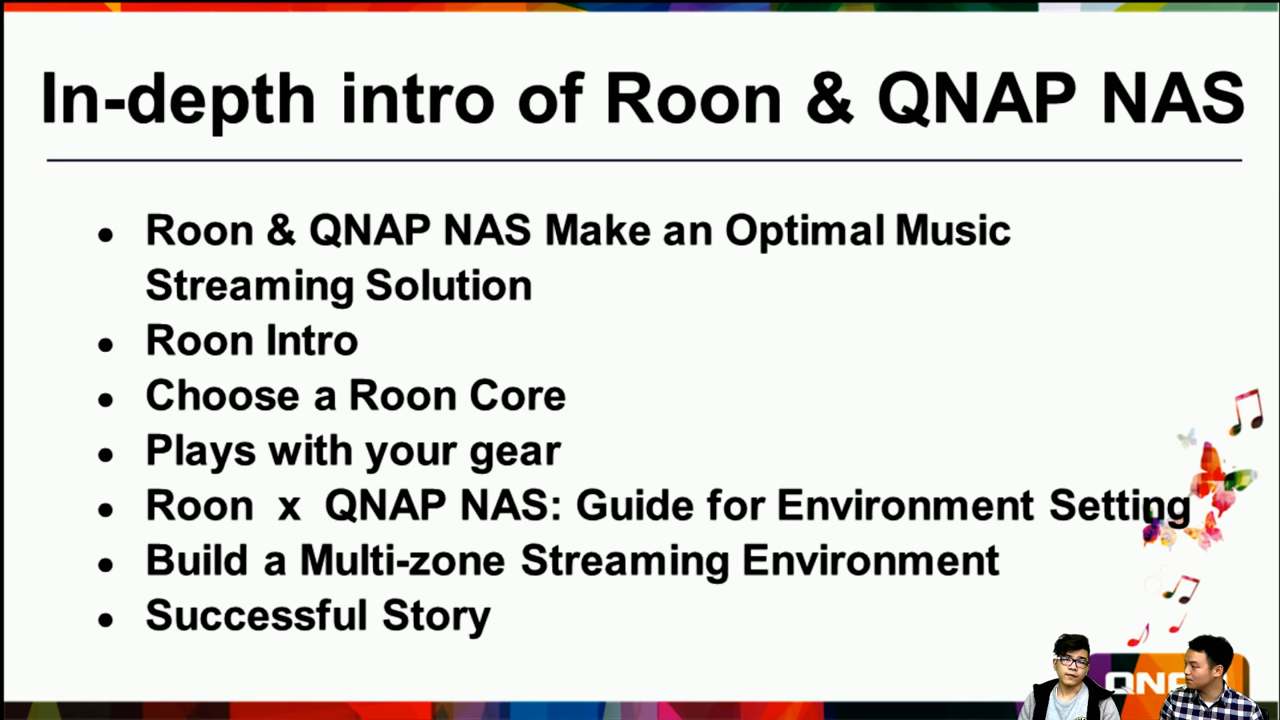 In-depth intro of Roon & QNAP NAS
● Roon & QNAP NAS Make an Optimal Music
Streaming Solution
● Roon Intro
● Choose a Roon Core
● Plays with your gear
● Roon x QNAP NAS: Guide for Environment Setting
● Build a Multi-zone Streaming Environment
● Successful Story